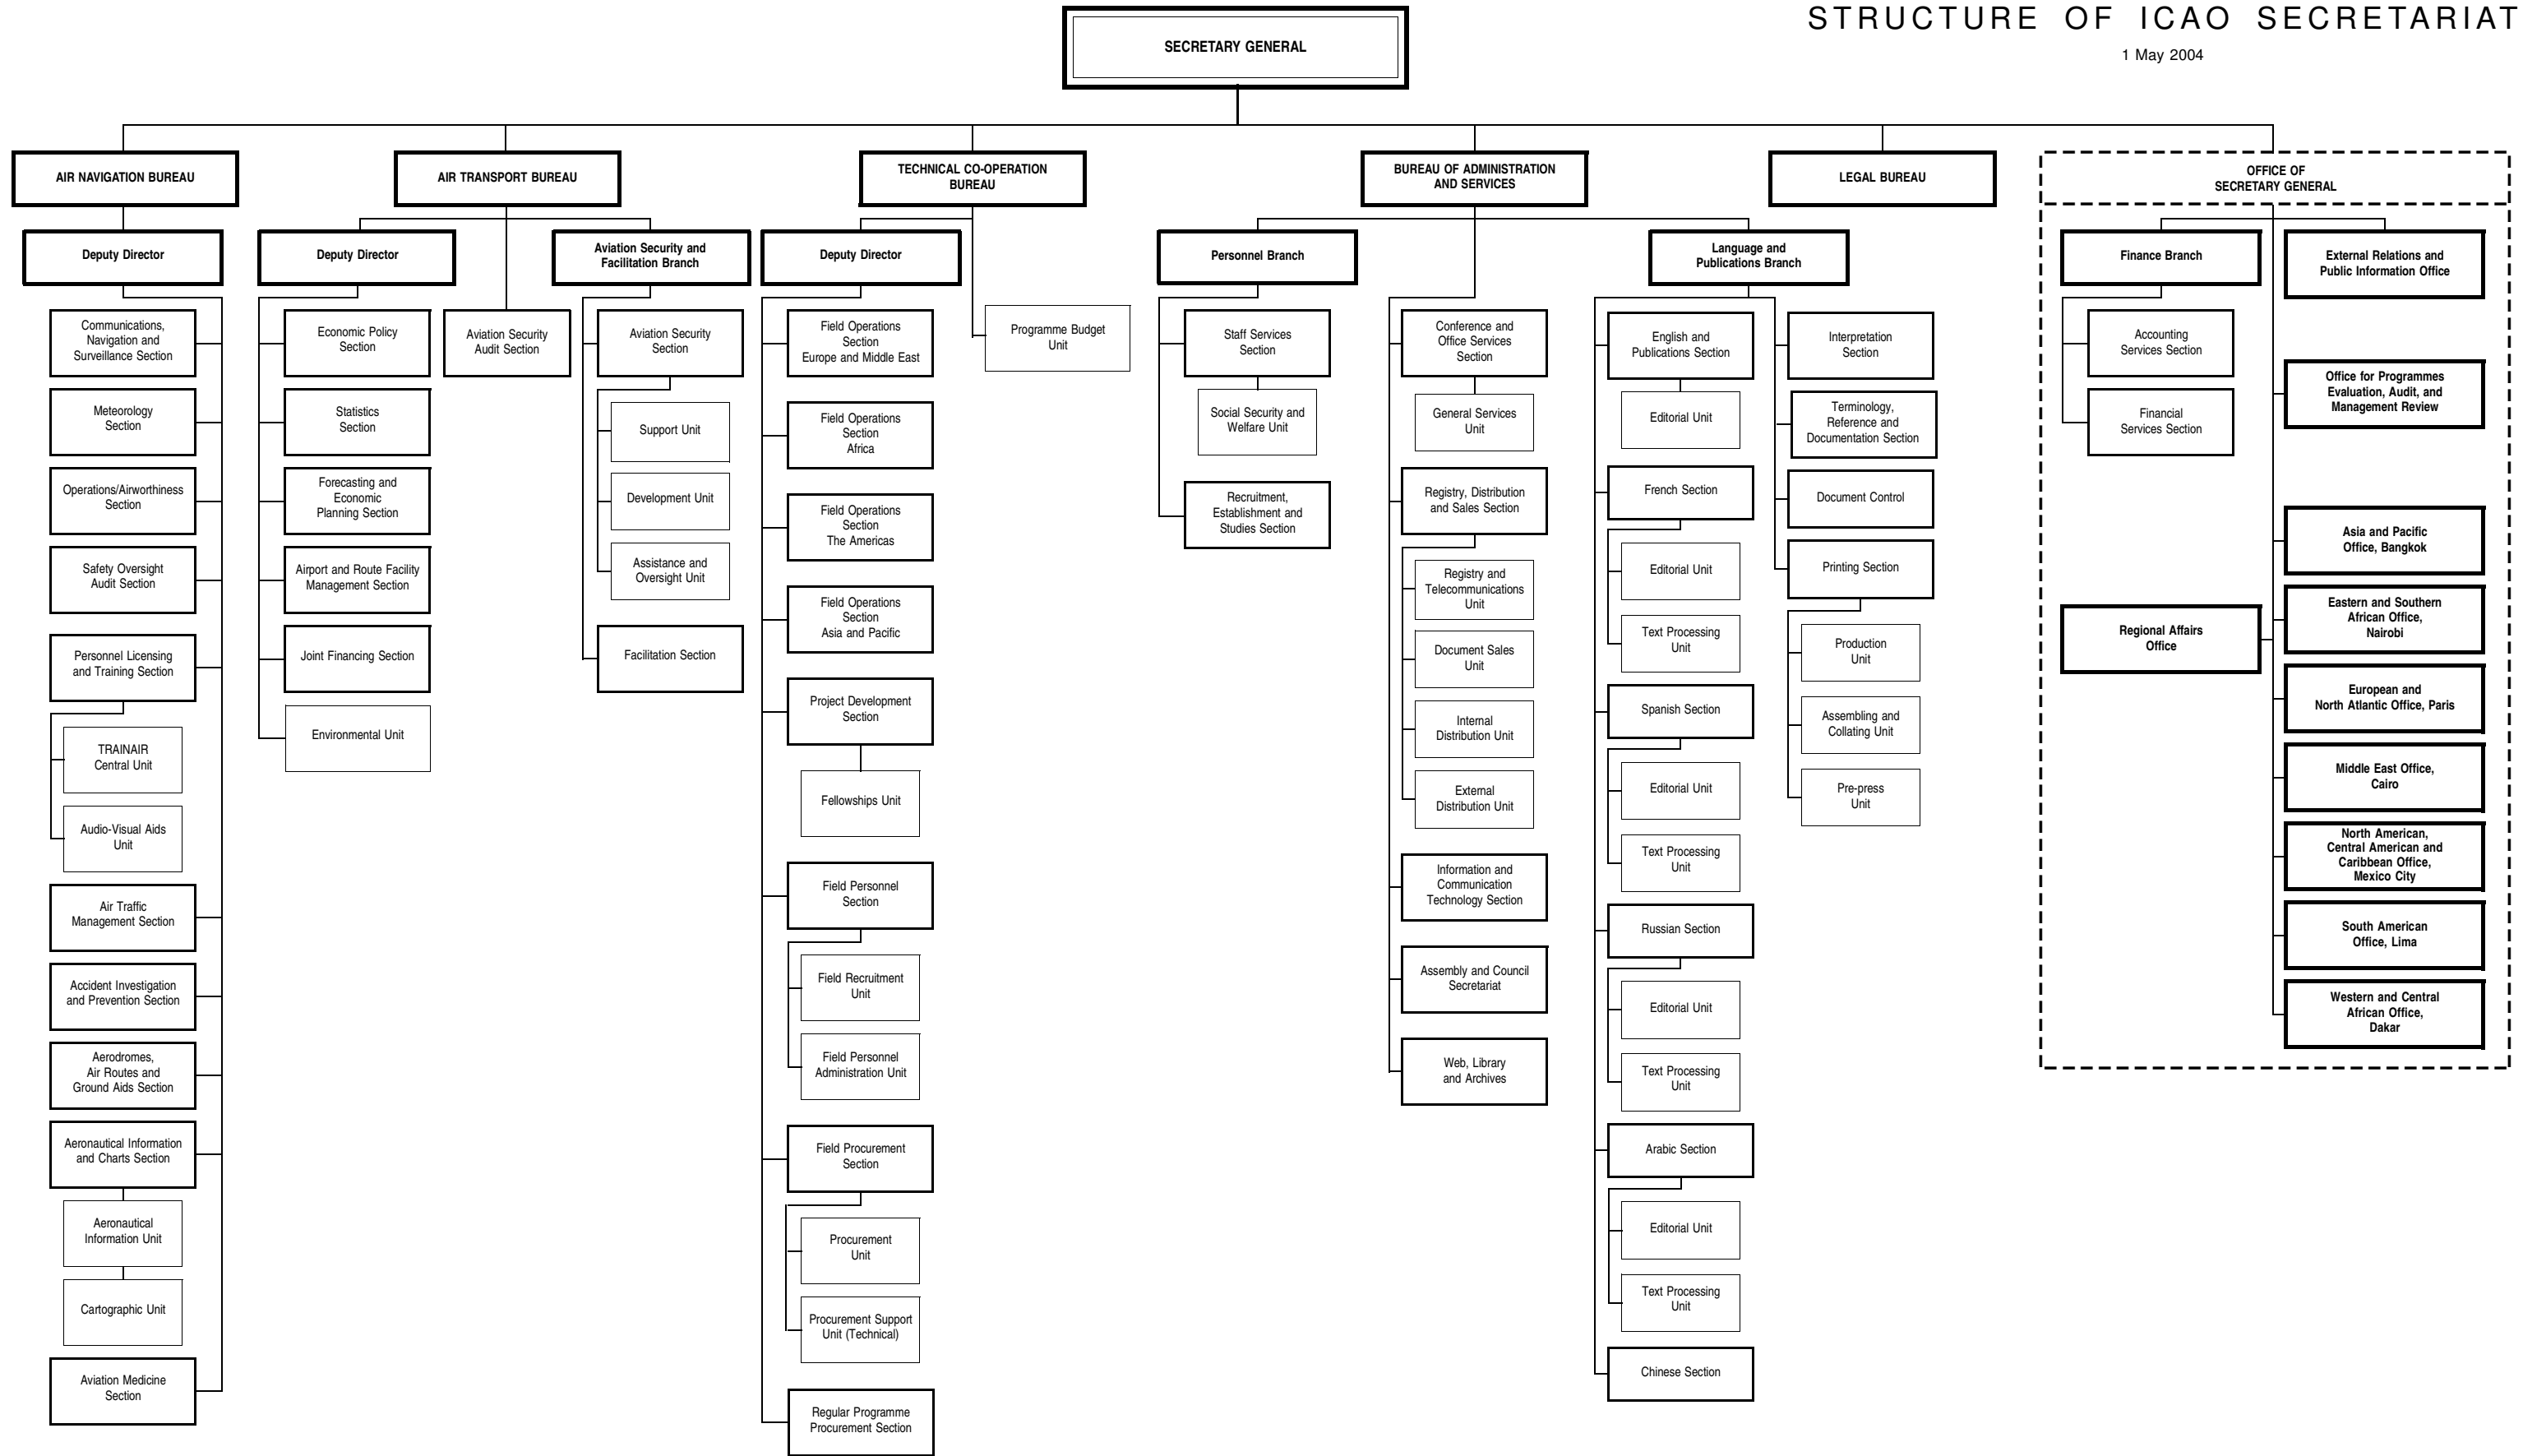 STRUCTURE OF ICAO SECRETARIAT
1 May 2004
SECRETARY GENERAL
AIR NAVIGATION BUREAU
Deputy Director
Communications,
Navigation and
Surveillance Section
Meteorology
Section
Operations/Airworthiness
Section
Safety Oversight
Audit Section
Personnel Licensing
and Training Section
TRAINAIR
Central Unit
Audio-Visual Aids
Unit
Air Traffic
Management Section
Accident Investigation
and Prevention Section
Aerodromes,
Air Routes and
Ground Aids Section
Aeronautical Information
and Charts Section
Aeronautical
Information Unit
Cartographic Unit
Aviation Medicine
Section
AIR TRANSPORT BUREAU
Deputy Director
Economic Policy
Section
Statistics
Section
Forecasting and
Economic
Planning Section
Airport and Route Facility
Management Section
Joint Financing Section
Environmental Unit
Aviation Security
Audit Section
Aviation Security and
Facilitation Branch
Aviation Security
Section
Support Unit
Development Unit
Assistance and
Oversight Unit
Facilitation Section
TECHNICAL CO-OPERATION
BUREAU
Deputy Director
Field Operations
Section
Europe and Middle East
Field Operations
Section
Africa
Field Operations
Section
The Americas
Field Operations
Section
Asia and Pacific
Project Development
Section
Fellowships Unit
Field Personnel
Section
Field Recruitment
Unit
Field Personnel
Administration Unit
Field Procurement
Section
Procurement
Unit
Procurement Support
Unit (Technical)
Regular Programme
Procurement Section
Programme Budget
Unit
BUREAU OF ADMINISTRATION
AND SERVICES
Personnel Branch
Staff Services
Section
Social Security and
Welfare Unit
Recruitment,
Establishment and
Studies Section
Conference and
Office Services
Section
General Services
Unit
Registry, Distribution
and Sales Section
Registry and
Telecommunications
Unit
Document Sales
Unit
Internal
Distribution Unit
External
Distribution Unit
Information and
Communication
Technology Section
Assembly and Council
Secretariat
Web, Library
and Archives
Language and
Publications Branch
English and
Publications Section
Editorial Unit
French Section
Editorial Unit
Text Processing
Unit
Spanish Section
Editorial Unit
Text Processing
Unit
Russian Section
Editorial Unit
Text Processing
Unit
Arabic Section
Editorial Unit
Text Processing
Unit
Chinese Section
Interpretation
Section
Terminology,
Reference and
Documentation Section
Document Control
Printing Section
Production
Unit
Assembling and
Collating Unit
Pre-press
Unit
LEGAL BUREAU
OFFICE OF
SECRETARY GENERAL
Finance Branch
Accounting
Services Section
Financial
Services Section
Regional Affairs
Office
External Relations and
Public Information Office
Office for Programmes
Evaluation, Audit, and
Management Review
Asia and Pacific
Office, Bangkok
Eastern and Southern
African Office,
Nairobi
European and
North Atlantic Office, Paris
Middle East Office,
Cairo
North American,
Central American and
Caribbean Office,
Mexico City
South American
Office, Lima
Western and Central
African Office,
Dakar